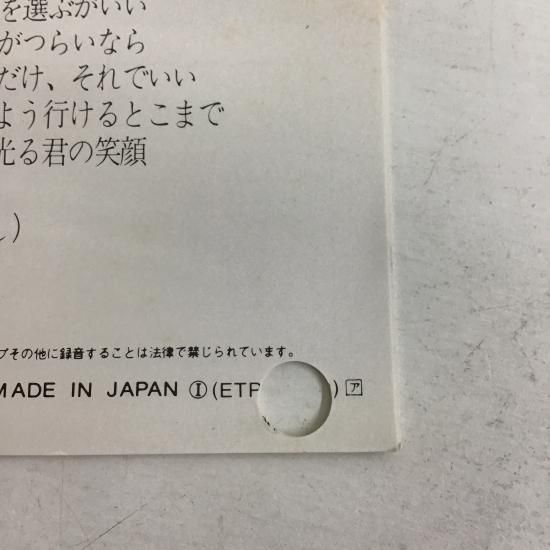 を選ぶがいい
がつらいなら
だけ、それでいい
よう行けるとこまで
光る君の笑顔
し)
プその他に録音することは法律で禁じられています。
MADE IN JAPAN Ⓘ(ETP )ア